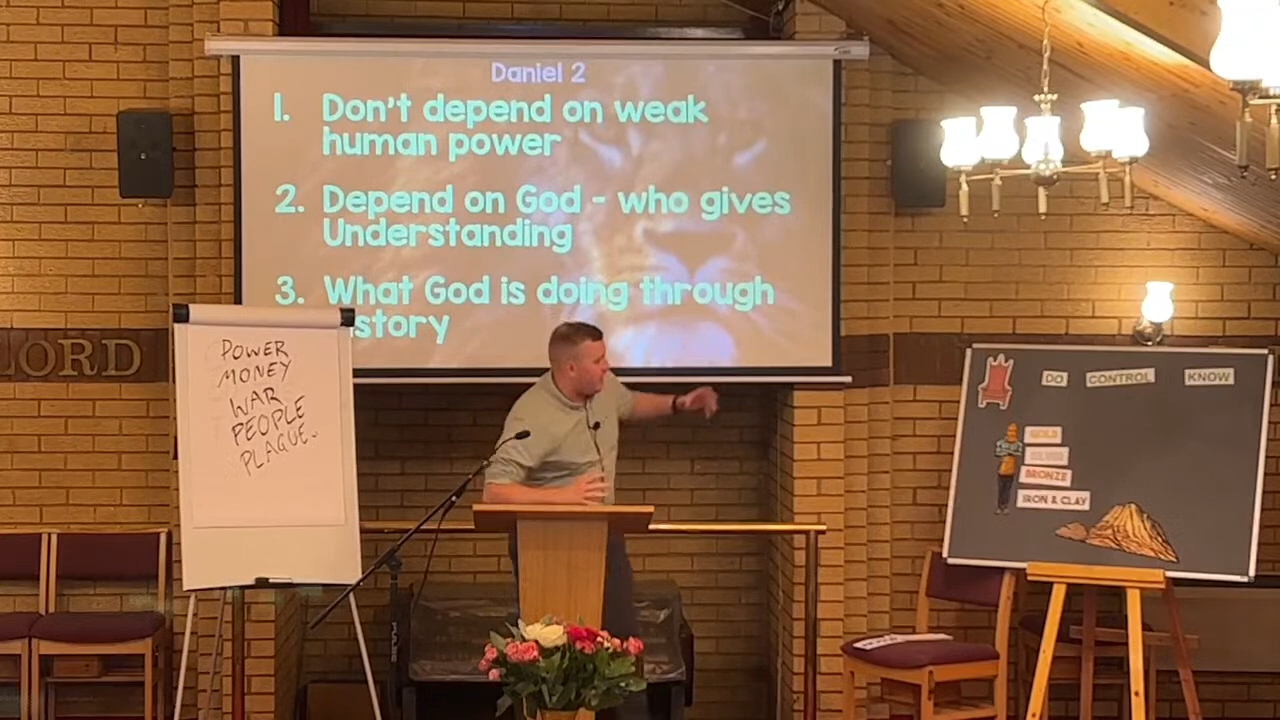 Daniel 2
1. Don't depend on weak
human power
2. Depend on God - who gives
Understanding
3. What God is doing through
story
LORD
POWER
MONEY
WAR
PEOPLE
PLAGUE.
DO CONTROL KNOW
GOLD
SILVER
BRONZE
IRON & CLAY